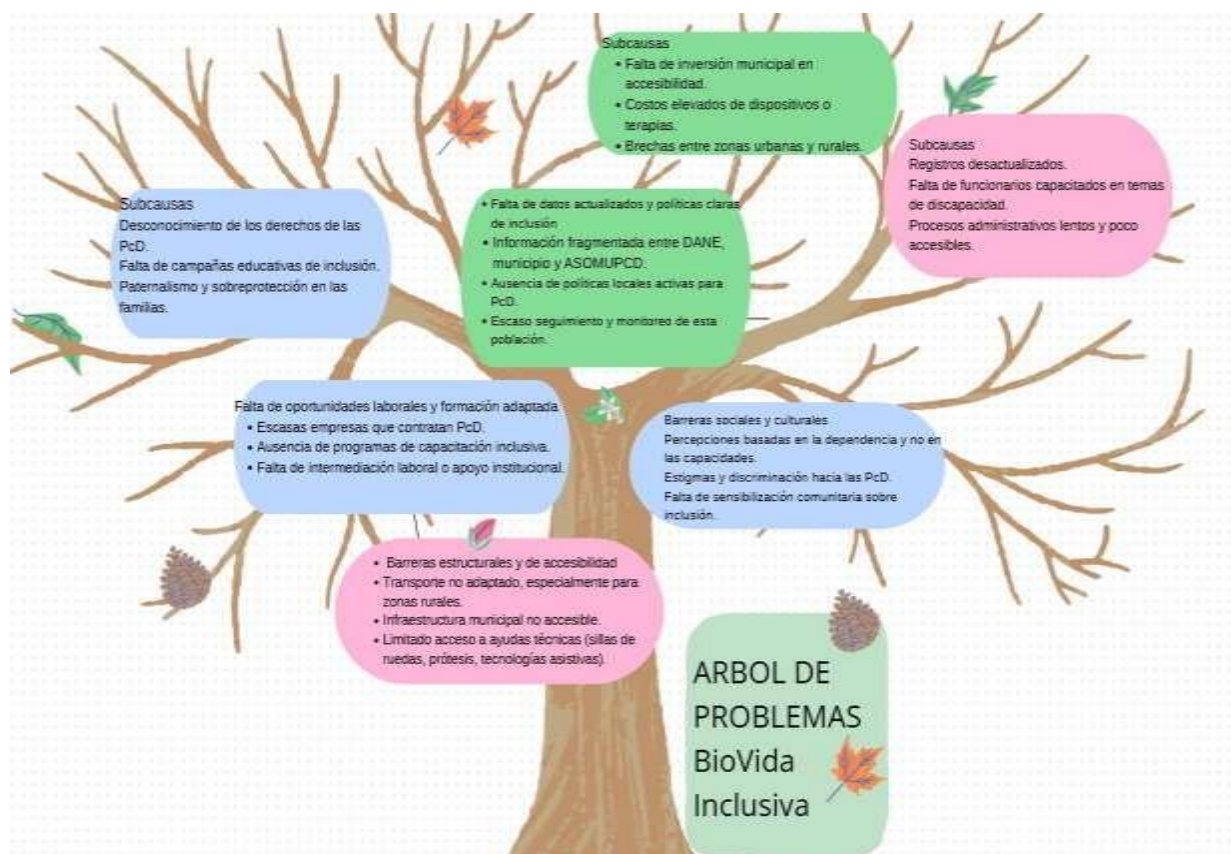 Subcausas
• Falta de inversión municipal en
accesibilidad.
• Costos elevados de dispositivos o
terapias.
• Brechas entre zonas urbanas y rurales.
Subcausas
Registros desactualizados.
Falta de funcionarios capacitados en temas
de discapacidad.
Procesos administrativos lentos y poco
accesibles.
Subcausas
Desconocimiento de los derechos de las
PcD.
Falta de campañas educativas de inclusión.
Paternalismo y sobreprotección en las
familias.
• Falta de datos actualizados y políticas claras
de inclusión
• Información fragmentada entre DANE,
municipio y ASOMUPCD.
• Ausencia de políticas locales activas para
PcD.
• Escaso seguimiento y monitoreo de esta
población.
Falta de oportunidades laborales y formación adaptada
• Escasas empresas que contratan PcD.
• Ausencia de programas de capacitación inclusiva.
• Falta de intermediación laboral o apoyo institucional.
Barreras sociales y culturales
Percepciones basadas en la dependencia y no en
las capacidades.
Estigmas y discriminación hacia las PcD.
Falta de sensibilización comunitaria sobre
inclusión.
• Barreras estructurales y de accesibilidad
• Transporte no adaptado, especialmente para
zonas rurales.
• Infraestructura municipal no accesible.
• Limitado acceso a ayudas técnicas (sillas de
ruedas, prótesis, tecnologías asistivas).
ARBOL DE
PROBLEMAS
BioVida
Inclusiva